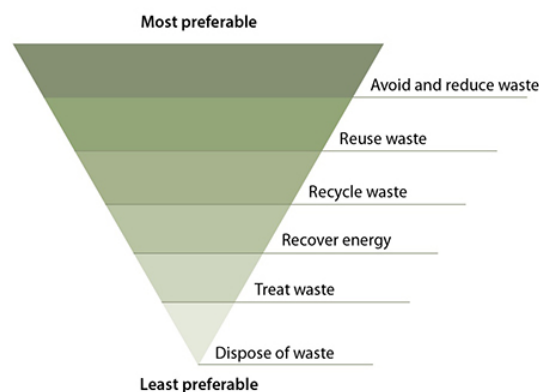 Most preferable
Avoid and reduce waste
Reuse waste
Recycle waste
Recover energy
Treat waste
Dispose of waste
Least preferable